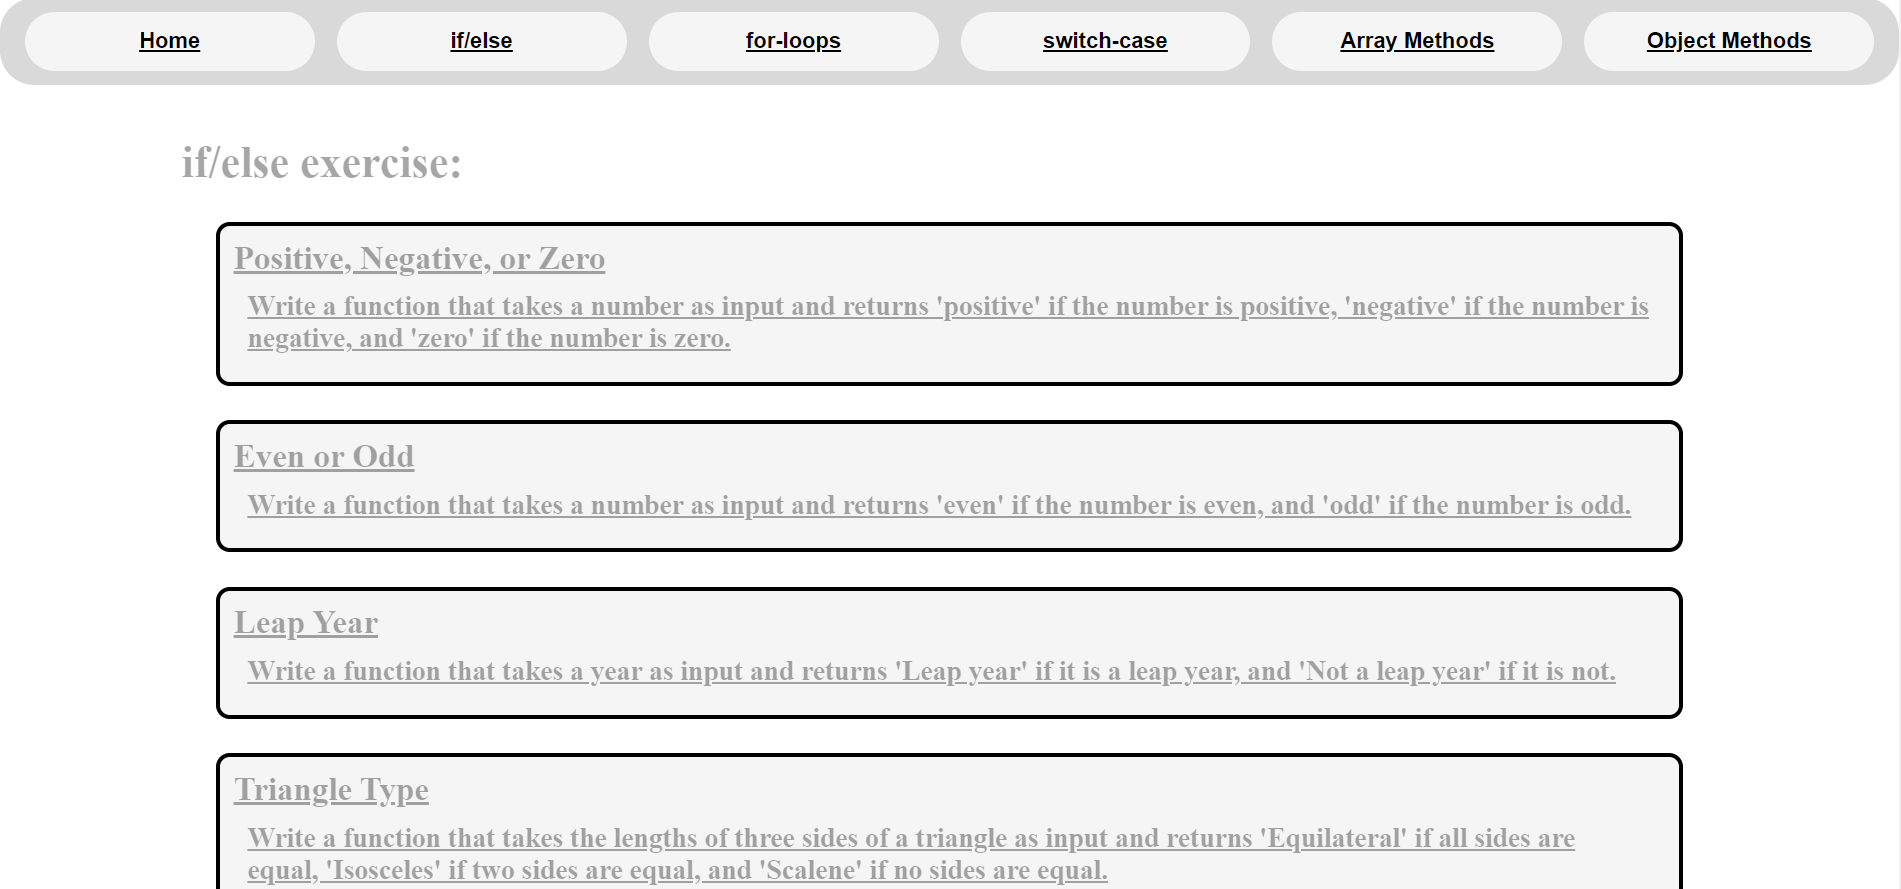 Home if/else for-loops switch-case Array Methods Object Methods
if/else exercise:
Positive, Negative, or Zero
Write a function that takes a number as input and returns 'positive' if the number is positive, 'negative' if the number is
negative, and 'zero' if the number is zero.
Even or Odd
Write a function that takes a number as input and returns 'even' if the number is even, and 'odd' if the number is odd.
Leap Year
Write a function that takes a year as input and returns 'Leap year' if it is a leap year, and 'Not a leap year' if it is not.
Triangle Type
Write a function that takes the lengths of three sides of a triangle as input and returns 'Equilateral' if all sides are
equal, 'Isosceles' if two sides are equal, and 'Scalene' if no sides are equal.